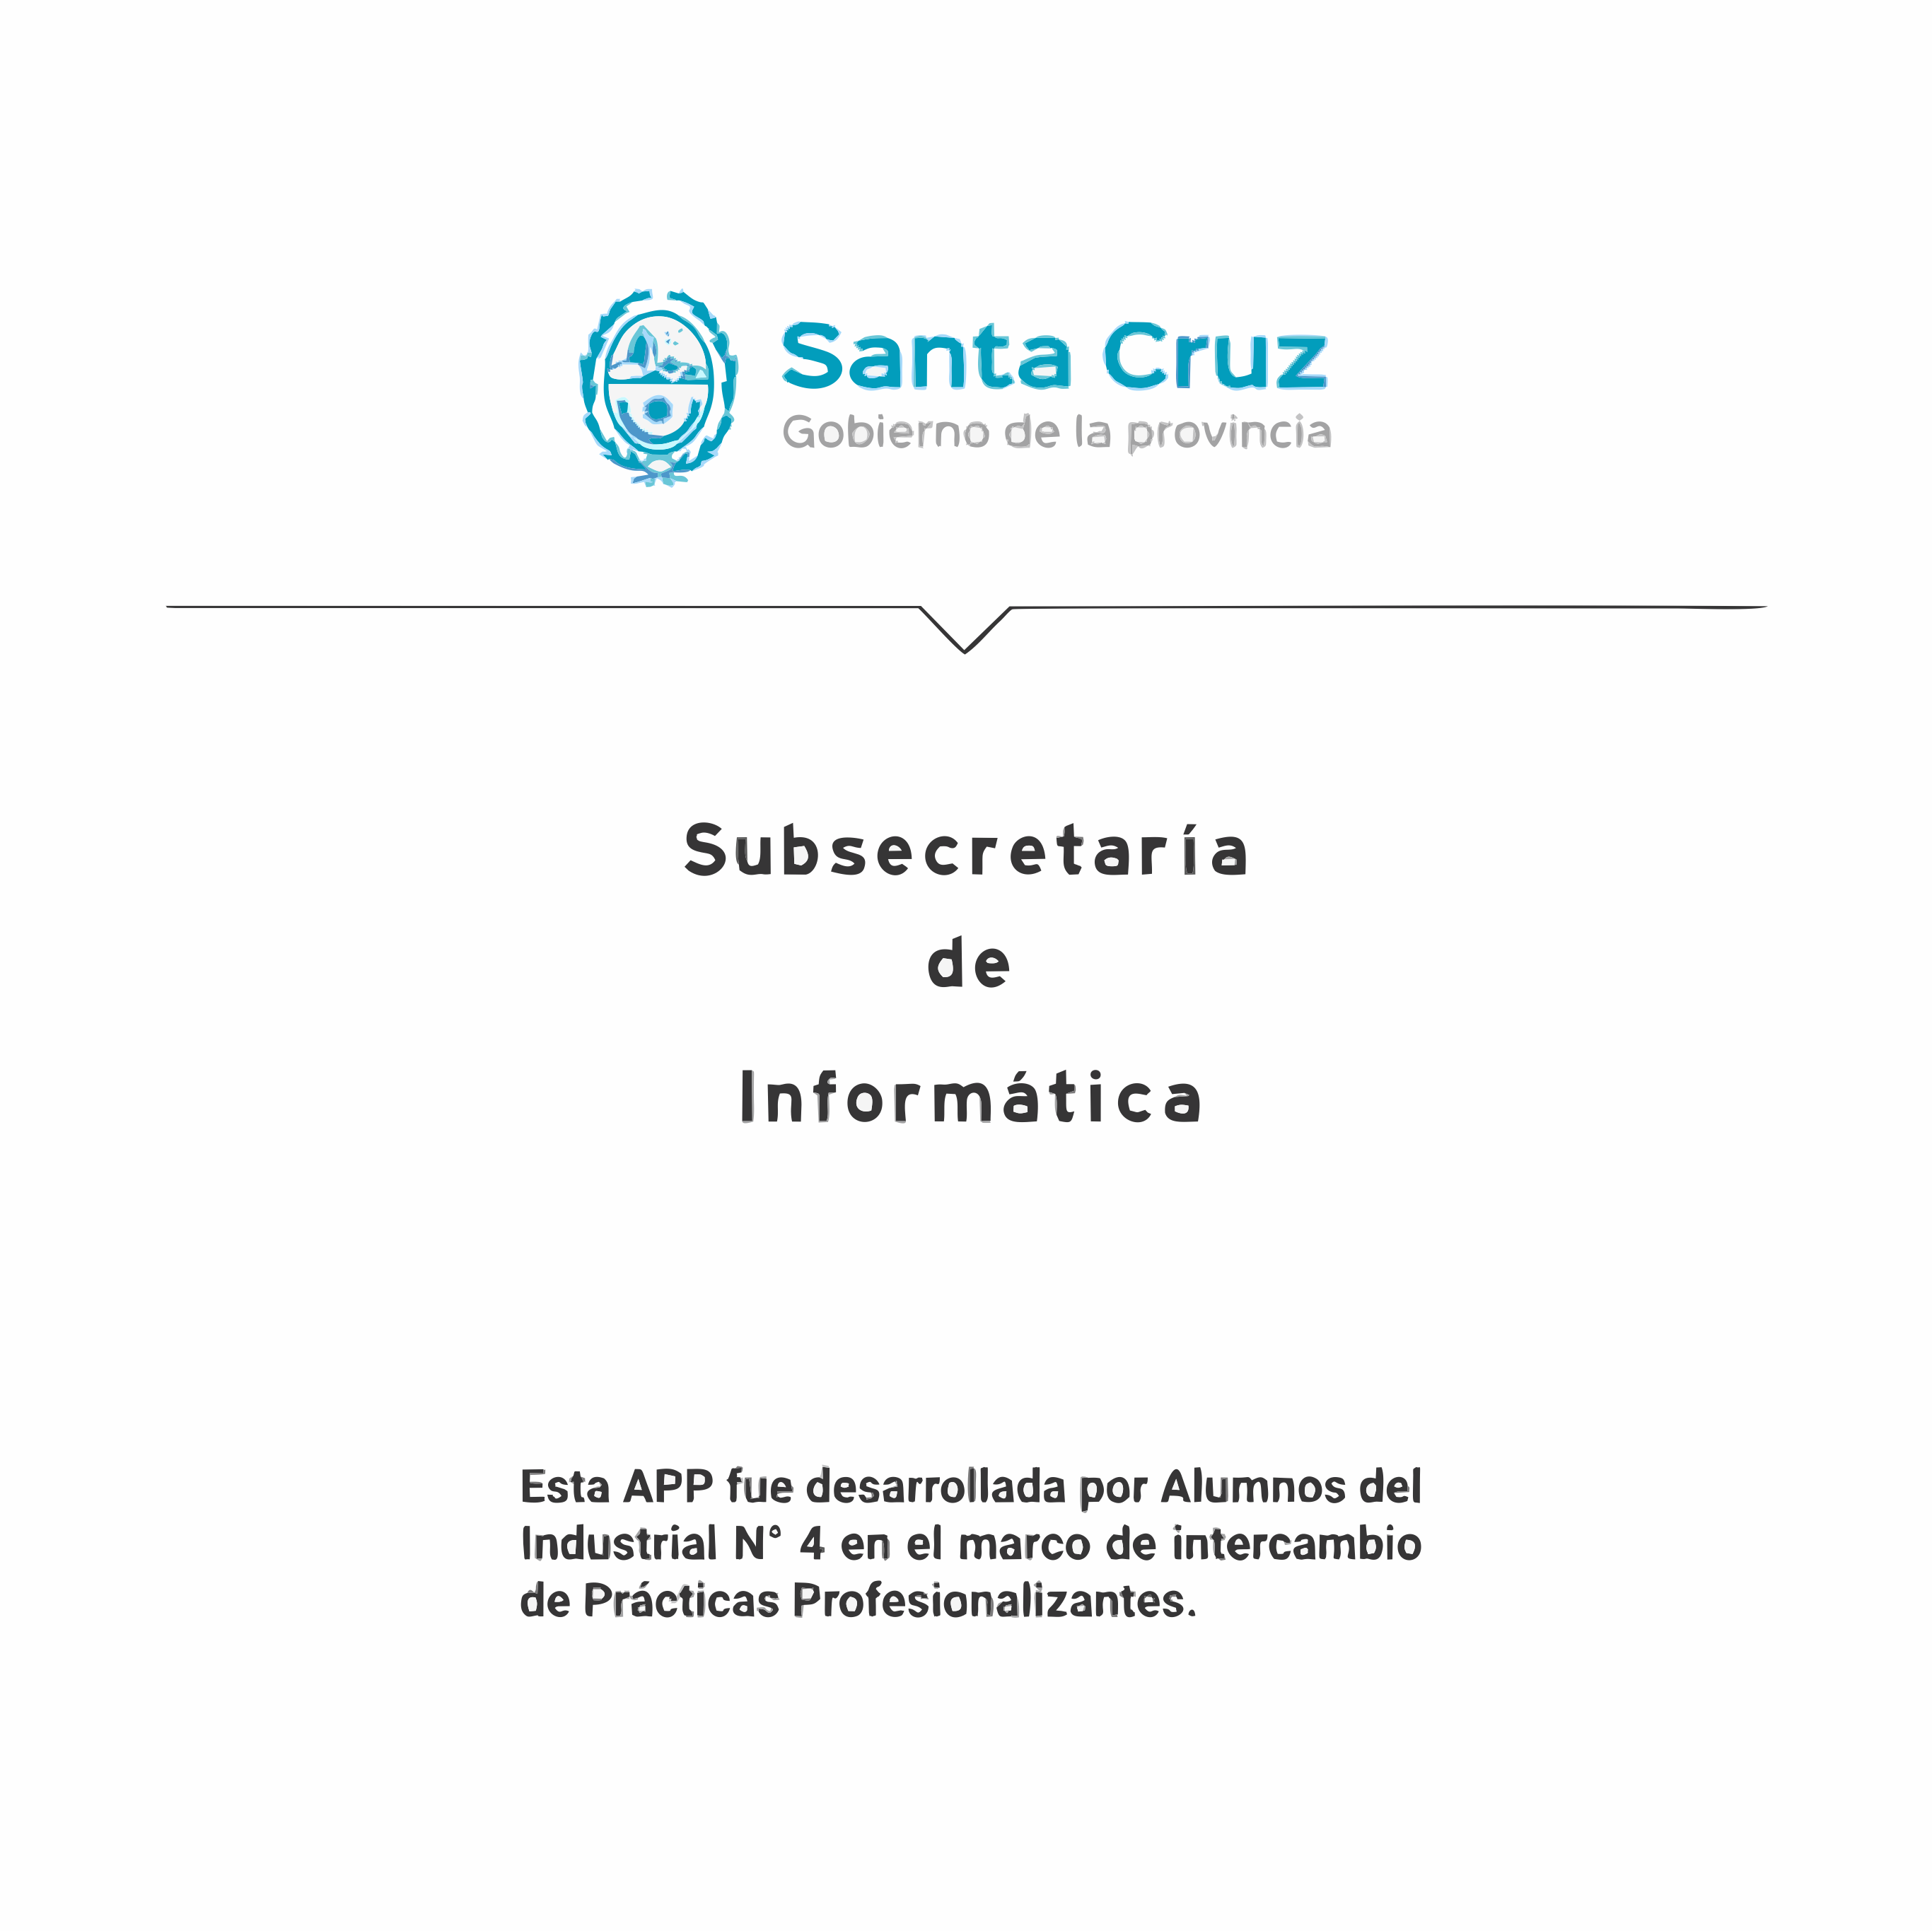 Santa Cruz
Gobierno de la provincia
Subsecretaría
de
Informática
Esta APP fue desarrollada por Alumnos del
Industrial N° 4 en el marco de intercambio
de Prácticas Profesionalizantes.